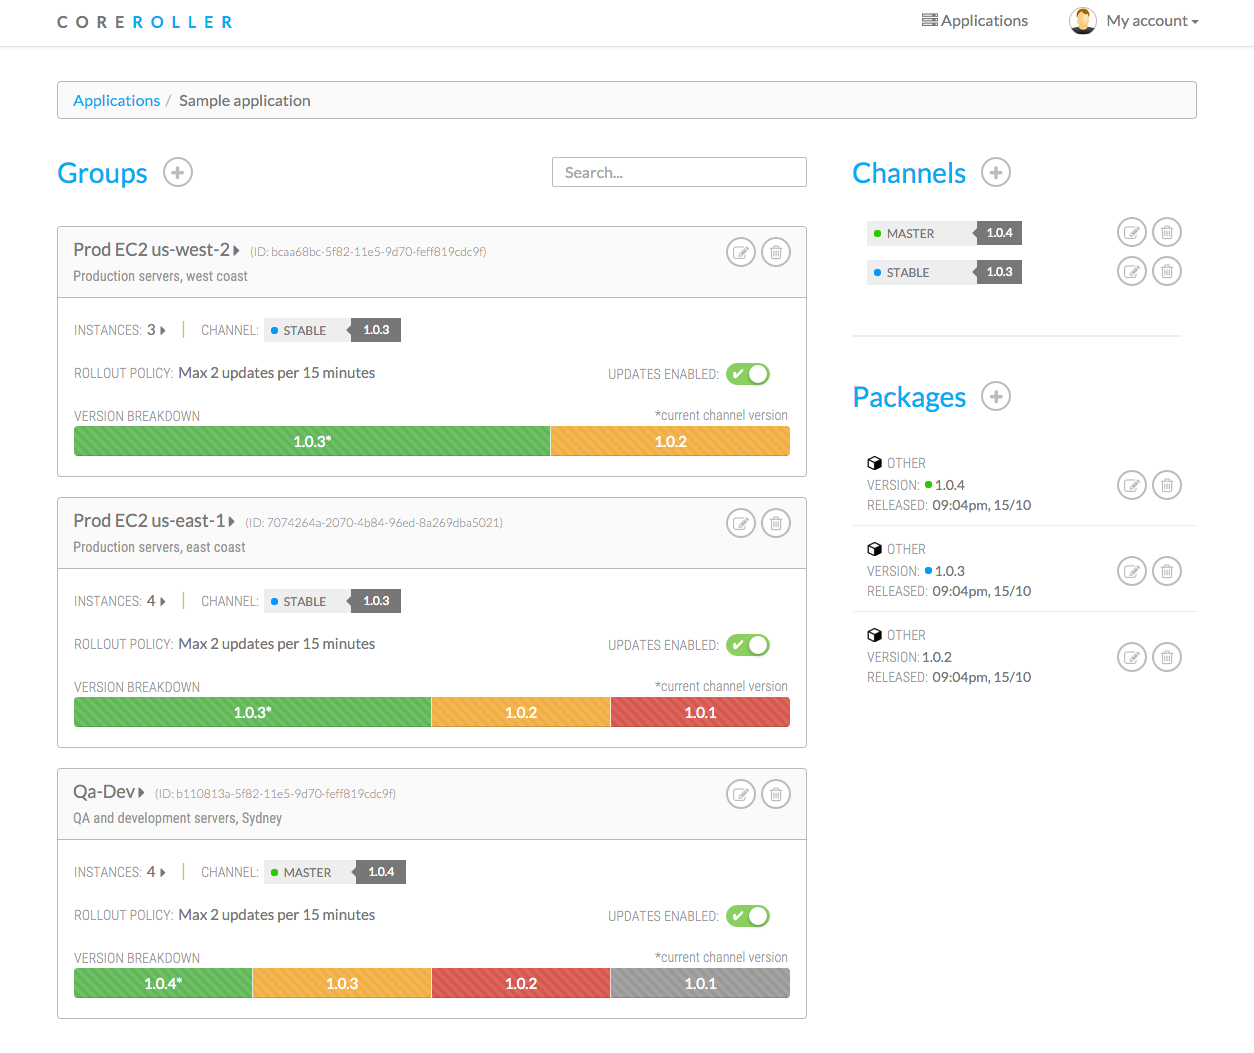 COREROLLER
Applications
My account
Applications / Sample application
Groups
Search...
Prod EC2 us-west-2 (ID: bcaa68bc-5f82-11e5-9d70-feff819cdc9f)
Production servers, west coast
INSTANCES: 3 | CHANNEL: STABLE 1.0.3
ROLLOUT POLICY: Max 2 updates per 15 minutes
UPDATES ENABLED:
VERSION BREAKDOWN
*current channel version
1.0.3* 1.0.2
Prod EC2 us-east-1 (ID: 7074264a-2070-4b84-96ed-8a269dba5021)
Production servers, east coast
INSTANCES: 4 | CHANNEL: STABLE 1.0.3
ROLLOUT POLICY: Max 2 updates per 15 minutes
UPDATES ENABLED:
VERSION BREAKDOWN
*current channel version
1.0.3* 1.0.2 1.0.1
Qa-Dev (ID: b110813a-5f82-11e5-9d70-feff819cdc9f)
QA and development servers, Sydney
INSTANCES: 4 | CHANNEL: MASTER 1.0.4
ROLLOUT POLICY: Max 2 updates per 15 minutes
UPDATES ENABLED:
VERSION BREAKDOWN
*current channel version
1.0.4* 1.0.3 1.0.2 1.0.1
Channels
MASTER 1.0.4
STABLE 1.0.3
Packages
OTHER
VERSION: 1.0.4
RELEASED: 09:04pm, 15/10
OTHER
VERSION: 1.0.3
RELEASED: 09:04pm, 15/10
OTHER
VERSION: 1.0.2
RELEASED: 09:04pm, 15/10